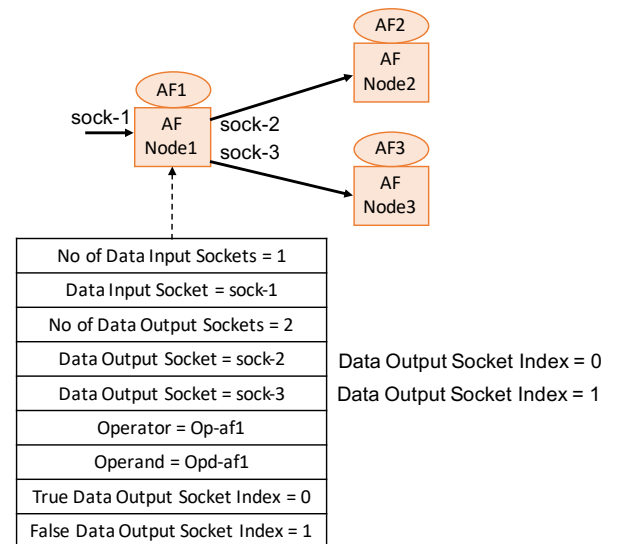 AF2
AF
Node2
AF1
sock-1
AF
Node1
sock-2
sock-3
AF3
AF
Node3
No of Data Input Sockets = 1
Data Input Socket = sock-1
No of Data Output Sockets = 2
Data Output Socket = sock-2 Data Output Socket Index = 0
Data Output Socket = sock-3 Data Output Socket Index = 1
Operator = Op-af1
Operand = Opd-af1
True Data Output Socket Index = 0
False Data Output Socket Index = 1